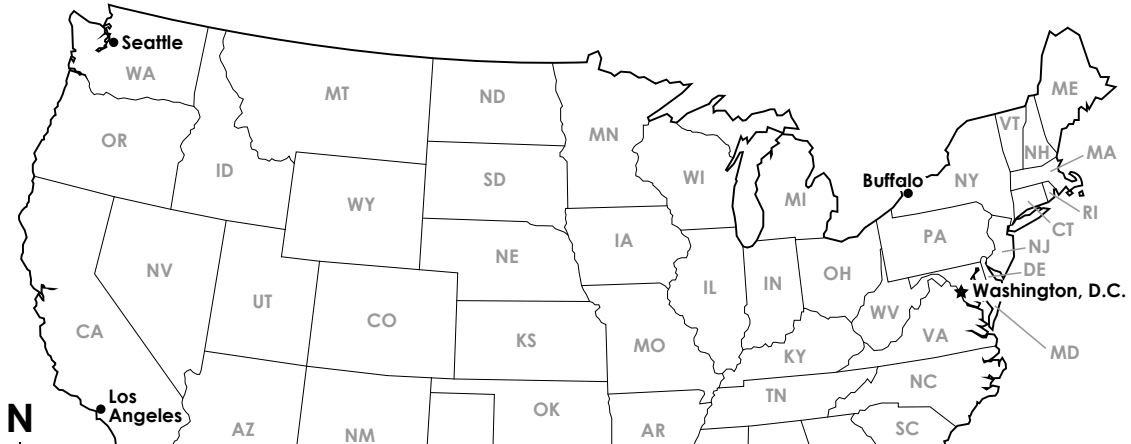 Seattle
WA
ME
MT
ND
VT
MN
OR
NH
MA
ID
SD
WI
Buffalo
NY
MI
WY
RI
CT
PA
IA
NJ
NE
NV
DE
OH
IN
IL
Washington, D.C.
UT
WV
CO
CA
VA
KS
MO
MD
KY
NC
TN
Los
Angeles
OK
N
AZ
NM
AR
SC